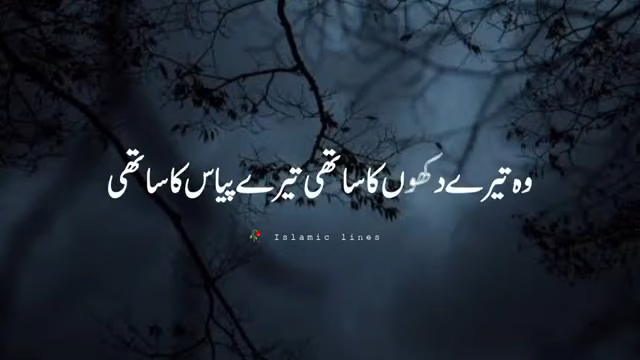 وہ تیرے دکھوں کا ساتھی تیرے پیاس کا ساتھی
🥀 Islamic lines